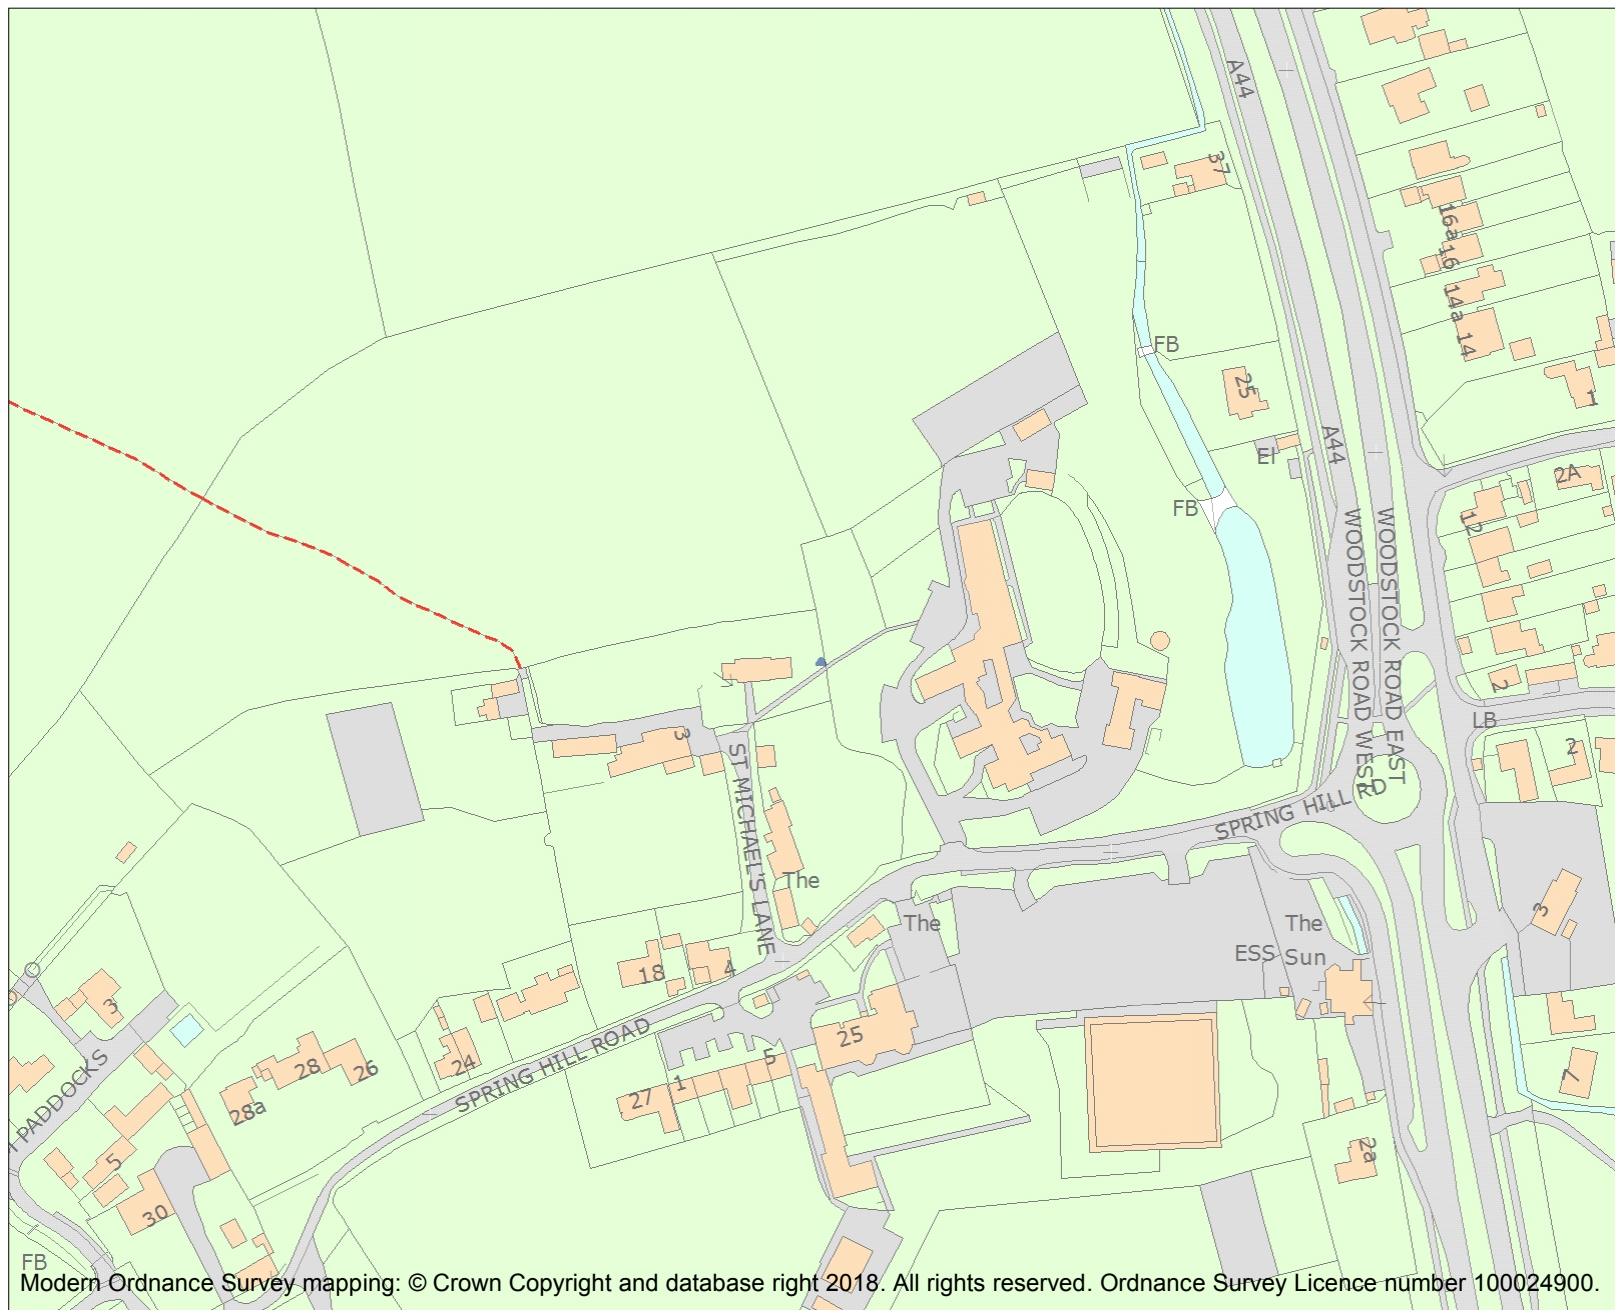 A44
37
16a
16
14a
14
FB
25
1
A44
El
2A
FB
12
WOODSTOCK ROAD WEST
WOODSTOCK ROAD EAST
2
LB
3
2
ST MICHAEL'S LANE
SPRING HILL RD
The
The
The
3
ESS
Sun
18
4
3
25
28
26
24
SPRING HILL ROAD
5
27
1
28a
7
PADDOCKS
5
2a
30
FB
Modern Ordnance Survey mapping: © Crown Copyright and database right 2018. All rights reserved. Ordnance Survey Licence number 100024900.